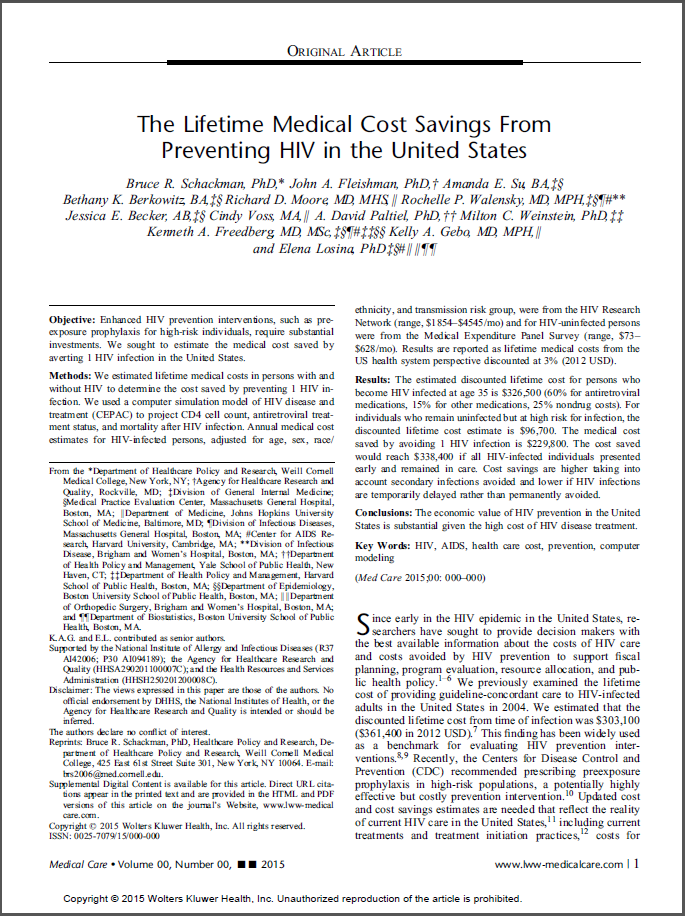 ORIGINAL ARTICLE
The Lifetime Medical Cost Savings From
Preventing HIV in the United States
Bruce R. Schackman, PhD,* John A. Fleishman, PhD,† Amanda E. Su, BA,‡§
Bethany K. Berkowitz, BA,‡§ Richard D. Moore, MD, MHS,∥ Rochelle P. Walensky, MD, MPH,‡§¶#**
Jessica E. Becker, AB,‡§ Cindy Voss, MA,∥ A. David Paltiel, PhD,†† Milton C. Weinstein, PhD,‡‡
Kenneth A. Freedberg, MD, MSc,‡§¶#‡‡§§ Kelly A. Gebo, MD, MPH,∥
and Elena Losina, PhD‡§#∥∥¶¶
Objective: Enhanced HIV prevention interventions, such as pre-
exposure prophylaxis for high-risk individuals, require substantial
investments. We sought to estimate the medical cost saved by
averting 1 HIV infection in the United States.
Methods: We estimated lifetime medical costs in persons with and
without HIV to determine the cost saved by preventing 1 HIV in-
fection. We used a computer simulation model of HIV disease and
treatment (CEPAC) to project CD4 cell count, antiretroviral treat-
ment status, and mortality after HIV infection. Annual medical
cost estimates for HIV-infected persons, adjusted for age, sex, race/
From the *Department of Healthcare Policy and Research, Weill Cornell
Medical College, New York, NY; †Agency for Healthcare Research and
Quality, Rockville, MD; ‡Division of General Internal Medicine;
§Medical Practice Evaluation Center, Massachusetts General Hospital,
Boston, MA; ∥Department of Medicine, Johns Hopkins University
School of Medicine, Baltimore, MD; ¶Division of Infectious Diseases,
Massachusetts General Hospital, Boston, MA; #Center for AIDS Re-
search, Harvard University, Cambridge, MA; **Division of Infectious
Disease, Brigham and Women's Hospital, Boston, MA; ††Department
of Health Policy and Management, Yale School of Public Health, New
Haven, CT; ‡‡Department of Health Policy and Management, Harvard
School of Public Health, Boston, MA; §§Department of Epidemiology,
Boston University School of Public Health, Boston, MA; ∥∥Department
of Orthopedic Surgery, Brigham and Women's Hospital, Boston, MA;
and ¶¶Department of Biostatistics, Boston University School of Public
Health, Boston, MA.
K.A.G. and E.L. contributed as senior authors.
Supported by the National Institute of Allergy and Infectious Diseases (R37
AI42006; P30 AI094189); the Agency for Healthcare Research and
Quality (HHSA290201100007C); and the Health Resources and Services
Administration (HHSH250201200008C).
Disclaimer: The views expressed in this paper are those of the authors. No
official endorsement by DHHS, the National Institutes of Health, or the
Agency for Healthcare Research and Quality is intended or should be
inferred.
The authors declare no conflict of interest.
Reprints: Bruce R. Schackman, PhD, Healthcare Policy and Research, De-
partment of Healthcare Policy and Research, Weill Cornell Medical
College, 425 East 61st Street Suite 301, New York, NY 10064. E-mail:
brs2006@med.cornell.edu.
Supplemental Digital Content is available for this article. Direct URL cita-
tions appear in the printed text and are provided in the HTML and PDF
versions of this article on the journal's Website, www.lww-medical
care.com.
Copyright © 2015 Wolters Kluwer Health, Inc. All rights reserved.
ISSN: 0025-7079/15/000-000
ethnicity, and transmission risk group, were from the HIV Research
Network (range, $1854–$4545/mo) and for HIV-uninfected persons
were from the Medical Expenditure Panel Survey (range, $73–
$628/mo). Results are reported as lifetime medical costs from the
US health system perspective discounted at 3% (2012 USD).
Results: The estimated discounted lifetime cost for persons who
become HIV infected at age 35 is $326,500 (60% for antiretroviral
medications, 15% for other medications, 25% nondrug costs). For
individuals who remain uninfected but at high risk for infection, the
discounted lifetime cost estimate is $96,700. The medical cost
saved by avoiding 1 HIV infection is $229,800. The cost saved
would reach $338,400 if all HIV-infected individuals presented
early and remained in care. Cost savings are higher taking into
account secondary infections avoided and lower if HIV infections
are temporarily delayed rather than permanently avoided.
Conclusions: The economic value of HIV prevention in the United
States is substantial given the high cost of HIV disease treatment.
Key Words: HIV, AIDS, health care cost, prevention, computer
modeling
(Med Care 2015;00: 000–000)
Since early in the HIV epidemic in the United States, re-
searchers have sought to provide decision makers with
the best available information about the costs of HIV care
and costs avoided by HIV prevention to support fiscal
planning, program evaluation, resource allocation, and pub-
lic health policy.1–6 We previously examined the lifetime
cost of providing guideline-concordant care to HIV-infected
adults in the United States in 2004. We estimated that the
discounted lifetime cost from time of infection was $303,100
($361,400 in 2012 USD).7 This finding has been widely used
as a benchmark for evaluating HIV prevention inter-
ventions.8,9 Recently, the Centers for Disease Control and
Prevention (CDC) recommended prescribing preexposure
prophylaxis in high-risk populations, a potentially highly
effective but costly prevention intervention.10 Updated cost
and cost savings estimates are needed that reflect the reality
of current HIV care in the United States,11 including current
treatments and treatment initiation practices,12 costs for
Medical Care • Volume 00, Number 00, ■ ■ 2015
www.lww-medicalcare.com | 1
Copyright © 2015 Wolters Kluwer Health, Inc. Unauthorized reproduction of the article is prohibited.